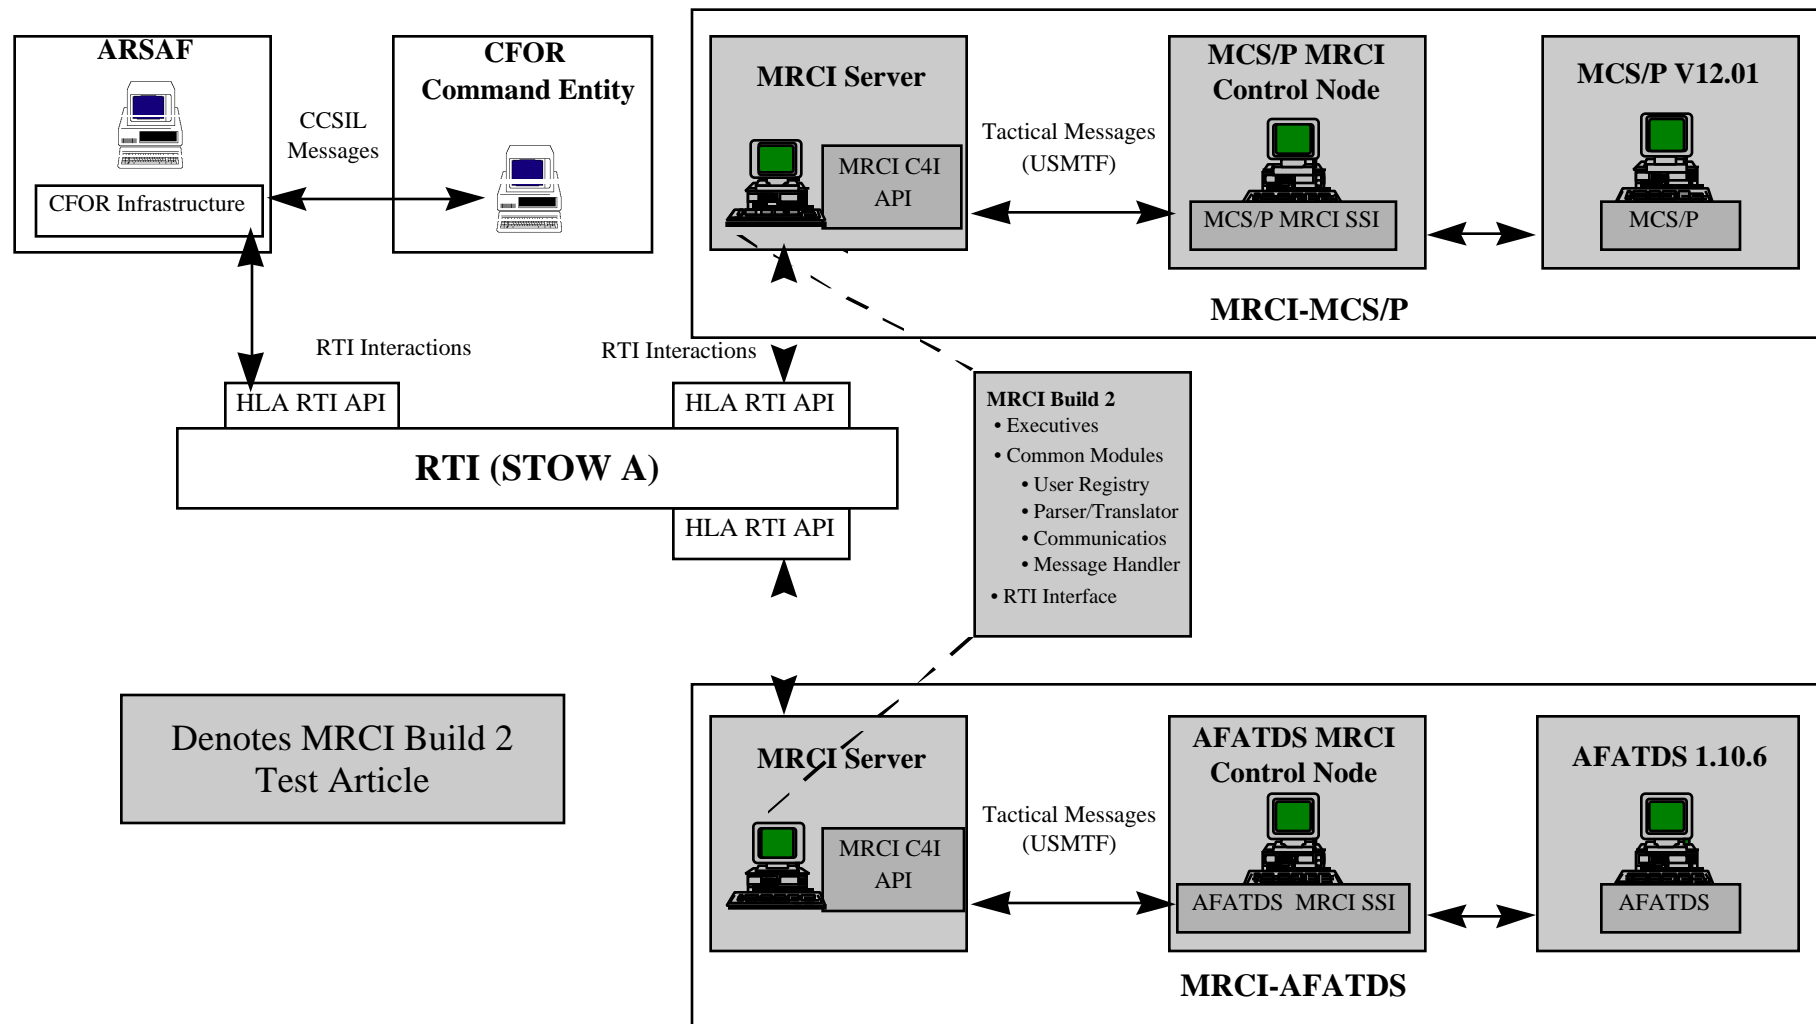 ARSAF
CFOR Infrastructure
CCSIL
Messages
CFOR
Command Entity
MRCI Server
MRCI C4I
API
Tactical Messages
(USMTF)
MCS/P MRCI
Control Node
MCS/P MRCI SSI
MCS/P V12.01
MCS/P
MRCI-MCS/P
RTI Interactions
RTI Interactions
HLA RTI API
HLA RTI API
RTI (STOW A)
HLA RTI API
MRCI Build 2
• Executives
• Common Modules
• User Registry
• Parser/Translator
• Communicatios
• Message Handler
• RTI Interface
Denotes MRCI Build 2
Test Article
MRCI Server
MRCI C4I
API
Tactical Messages
(USMTF)
AFATDS MRCI
Control Node
AFATDS MRCI SSI
AFATDS 1.10.6
AFATDS
MRCI-AFATDS